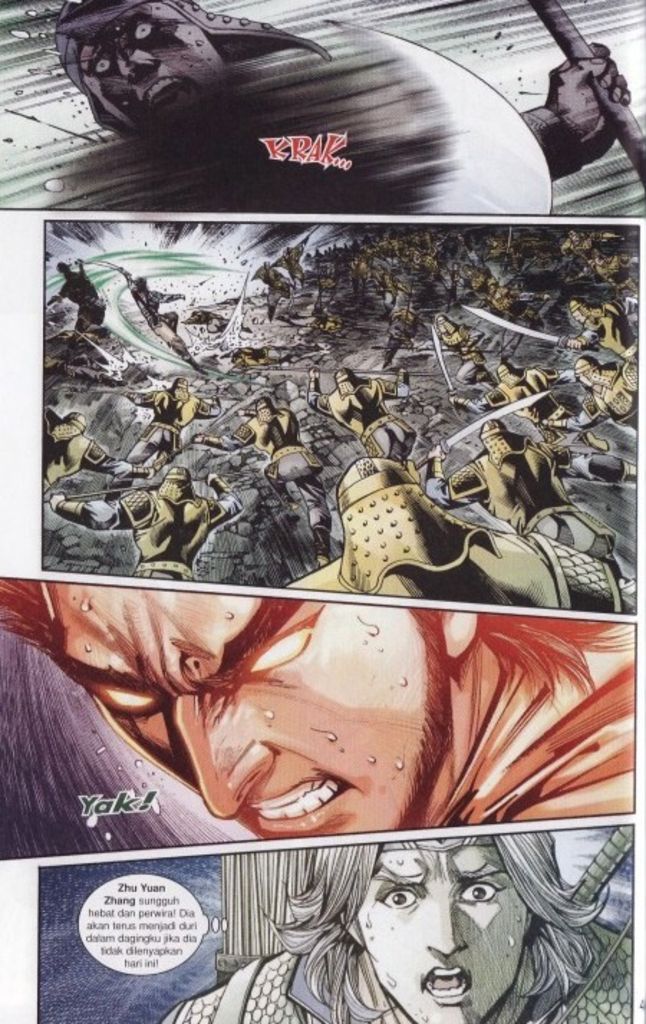 KRAK...
Yak!
Zhu Yuan
Zhang sungguh
hebat dan perwira! Dia
akan terus menjadi duri
dalam dagingku jika dia
tidak dilenyapkan
hari ini!